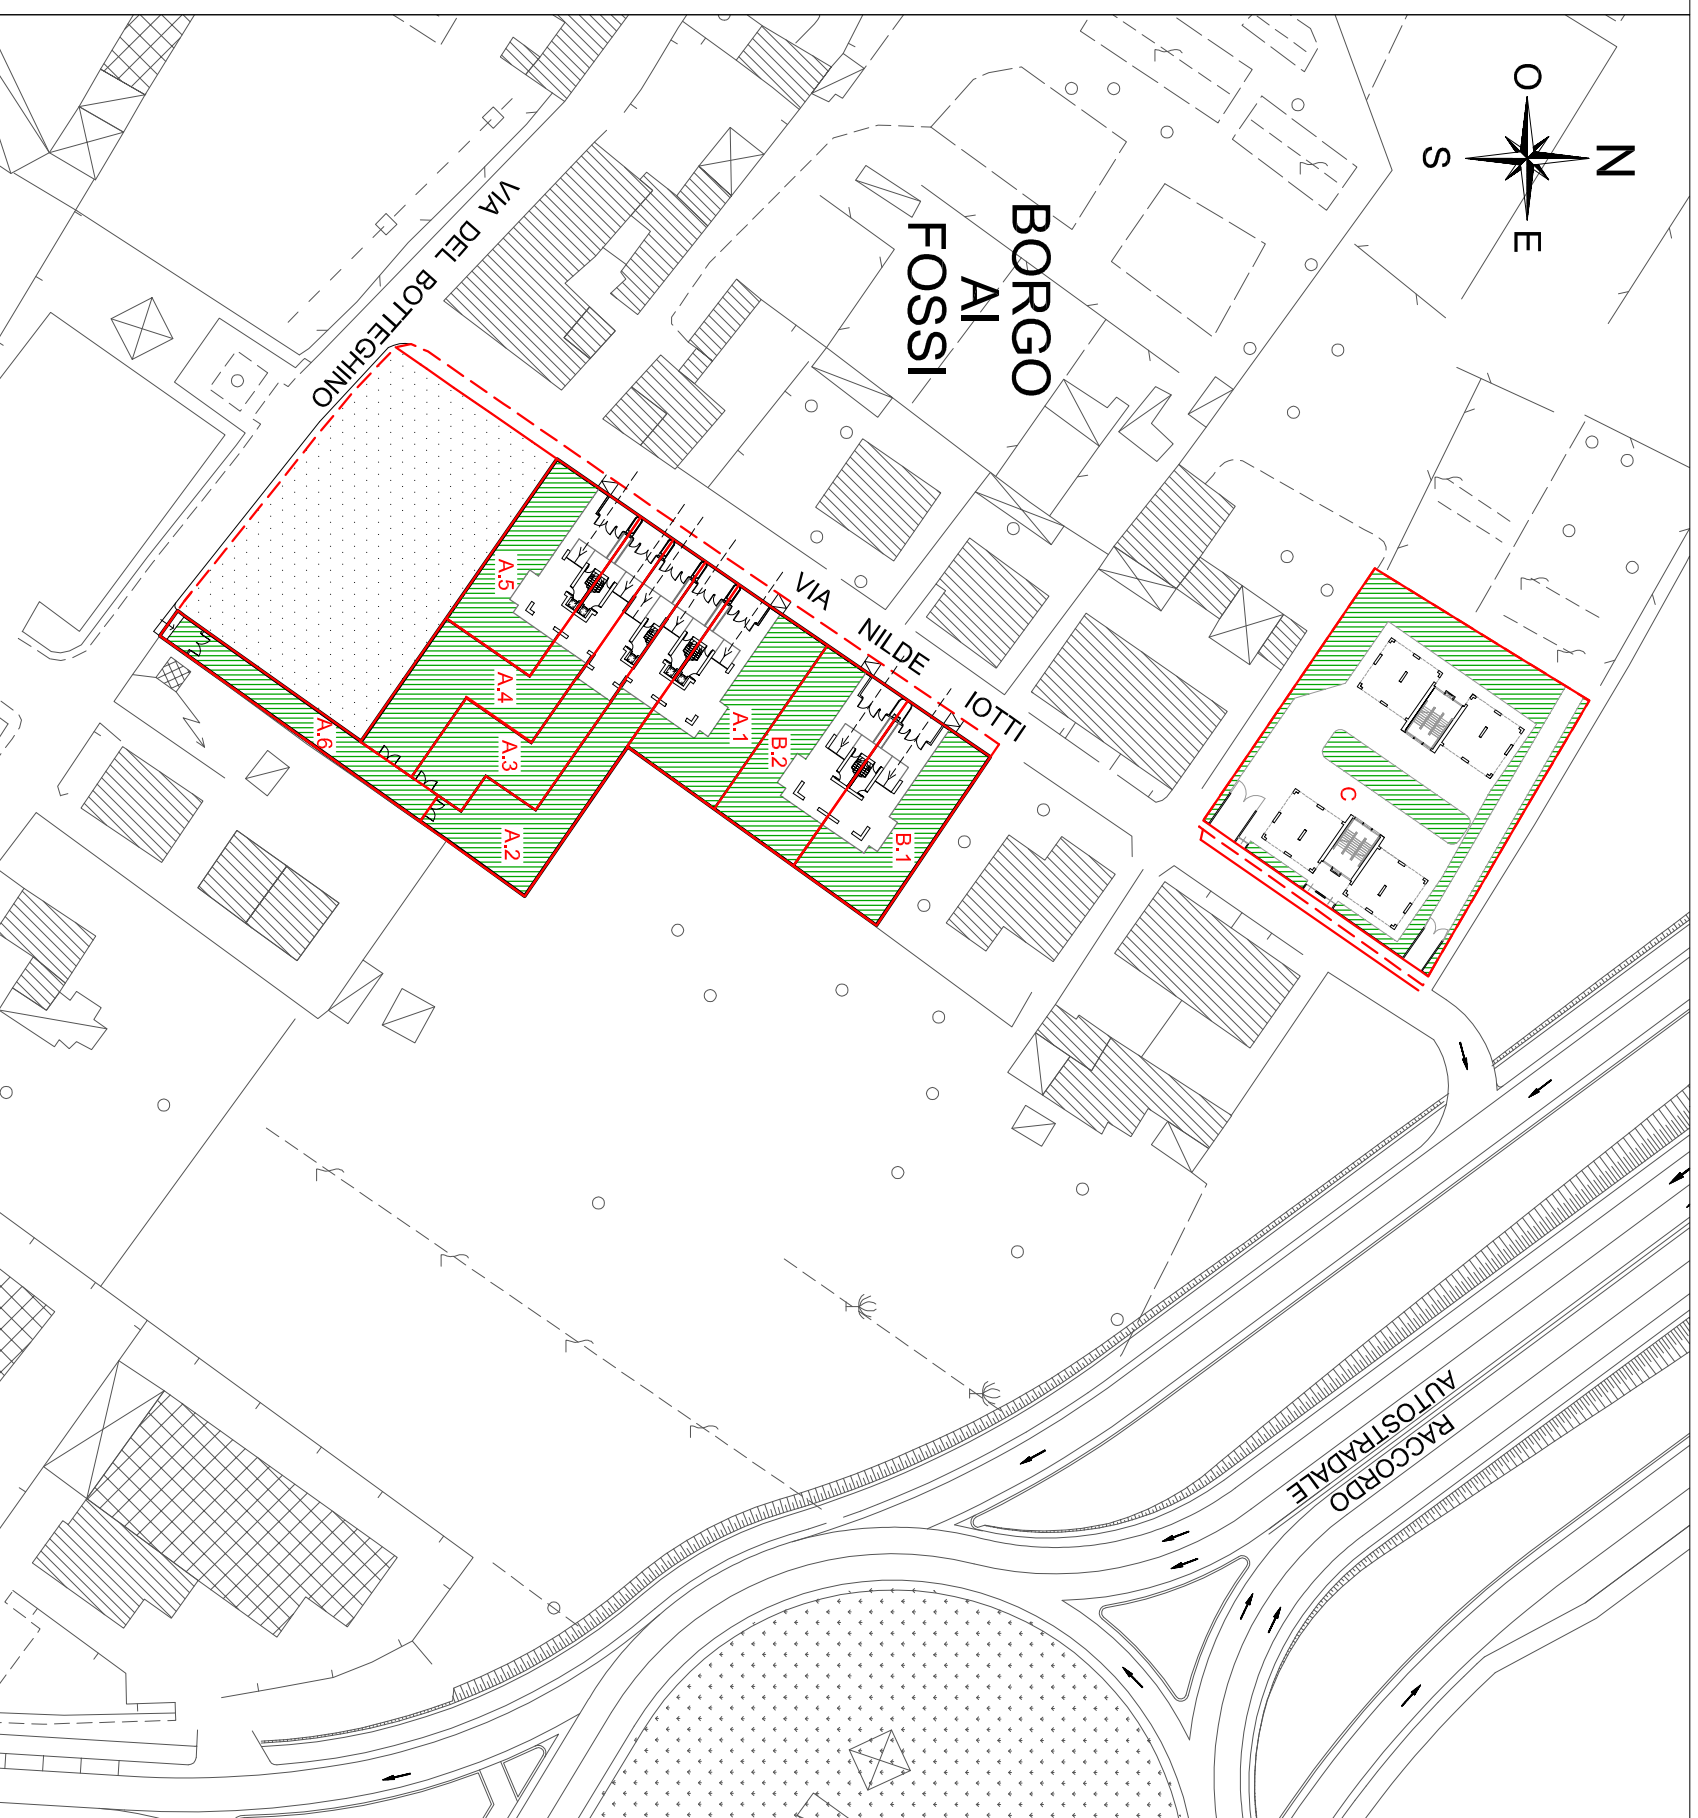 N
O
E
S
BORGO
AI
FOSSI
VIA DEL BOTTEGHINO
VIA
NILDE
IOTTI
C
A.5
A.4
A.6
A.3
A.2
A.1
B.2
B.1
RACCORDO
AUTOSTRADALE